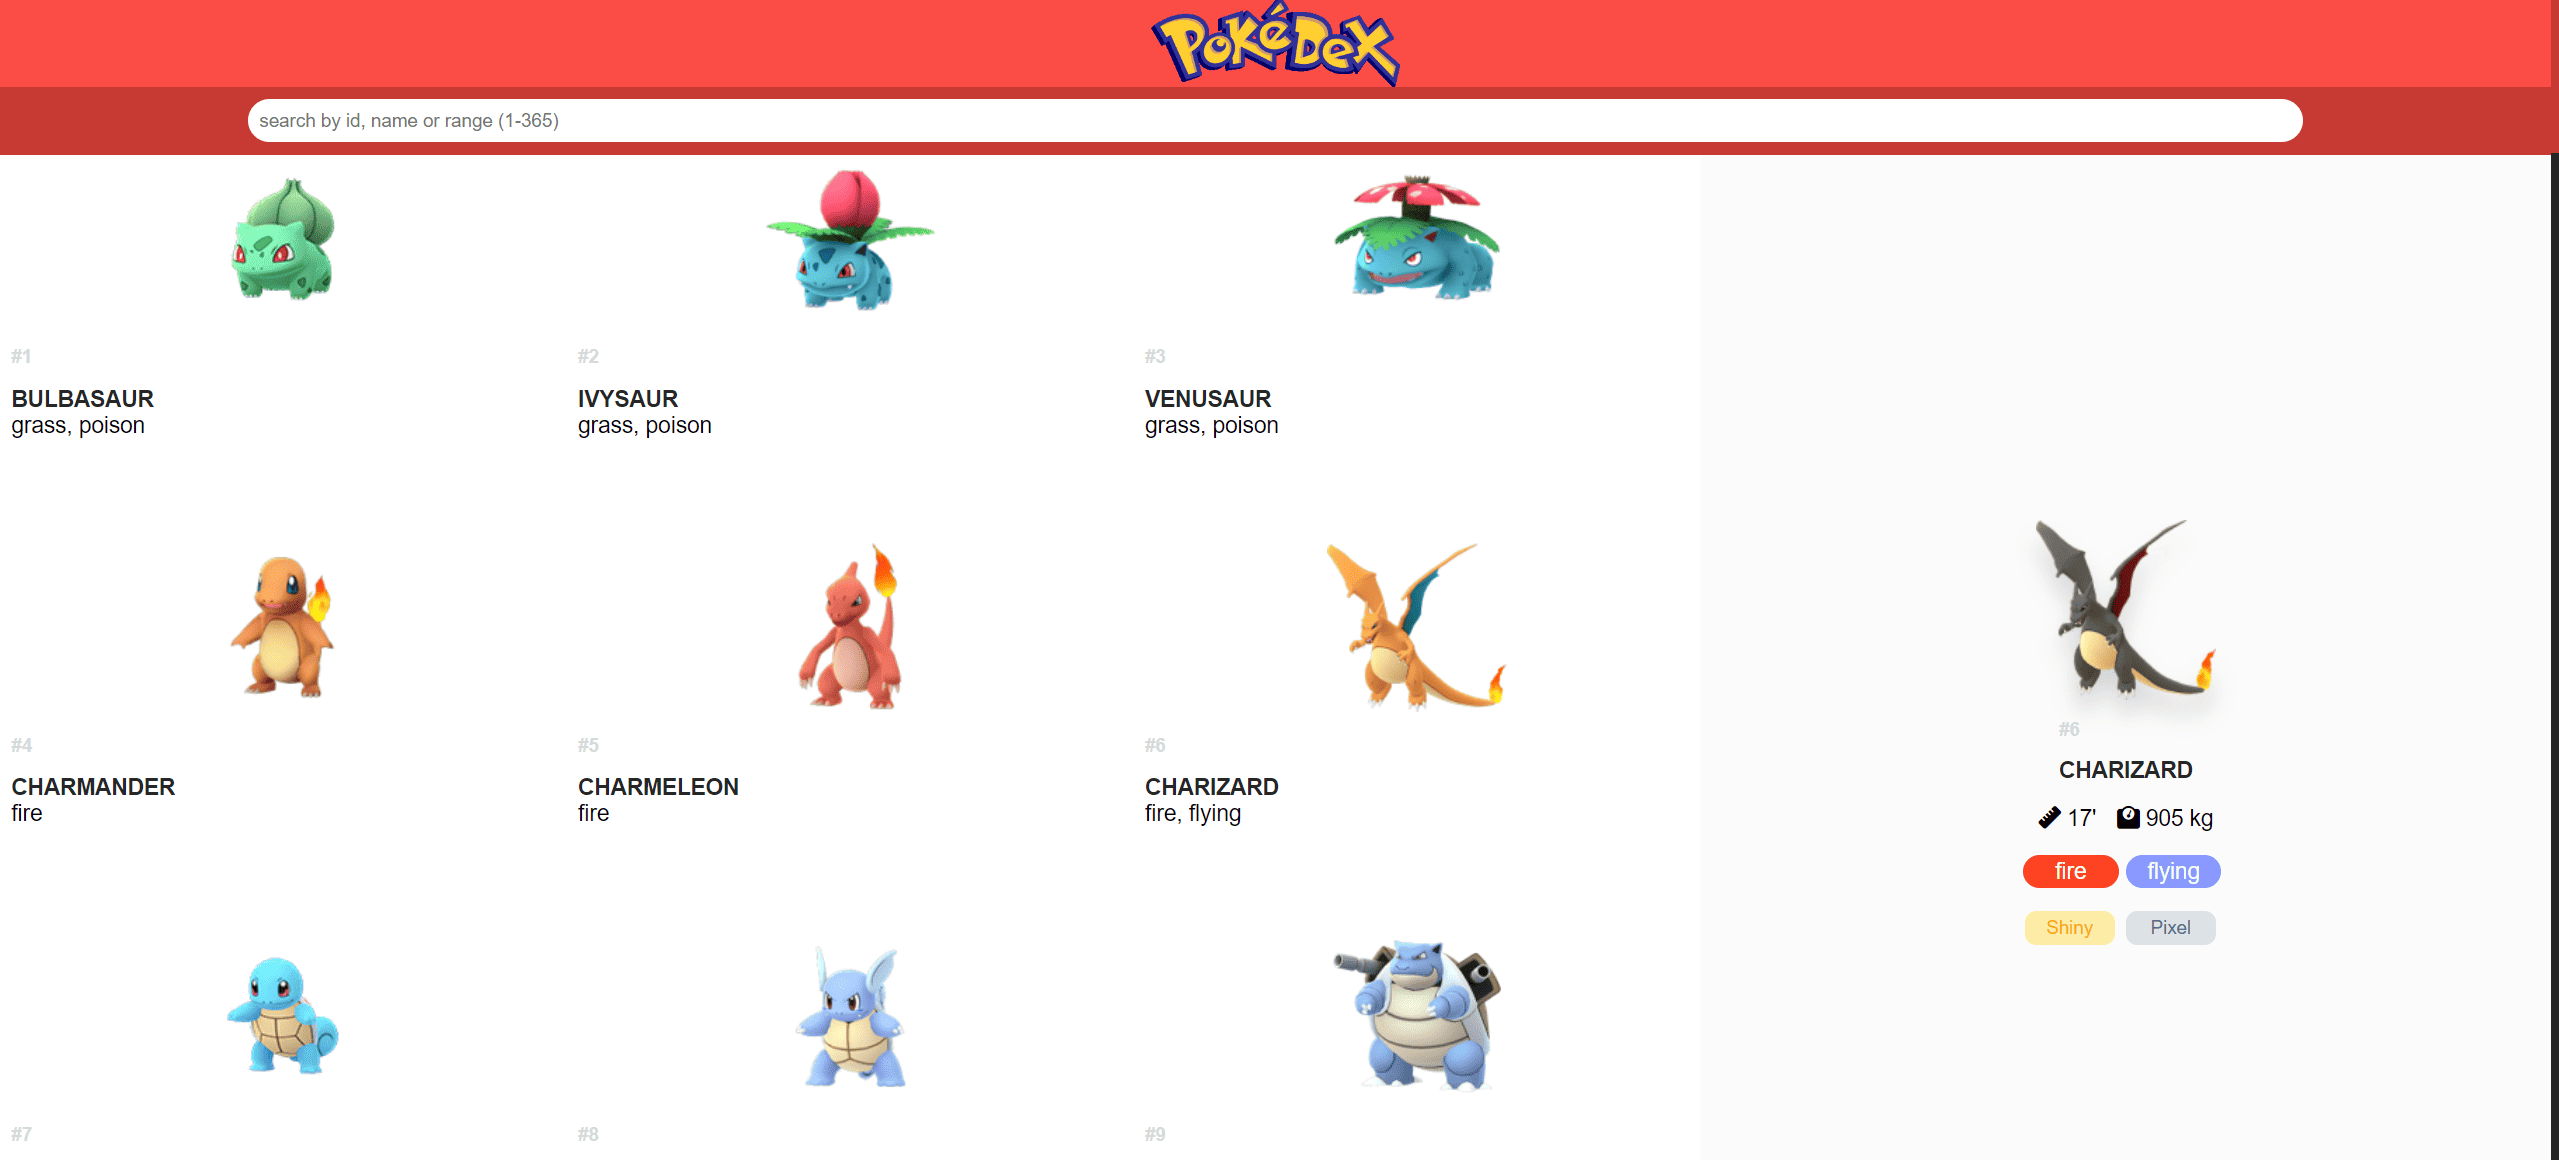 PoKéDeX
search by id, name or range (1-365)
#1
BULBASAUR
grass, poison
#2
IVYSAUR
grass, poison
#3
VENUSAUR
grass, poison
#4
CHARMANDER
fire
#5
CHARMELEON
fire
#6
CHARIZARD
fire, flying
#7
#8
#9
#6
CHARIZARD
17' 905 kg
fire flying
Shiny Pixel